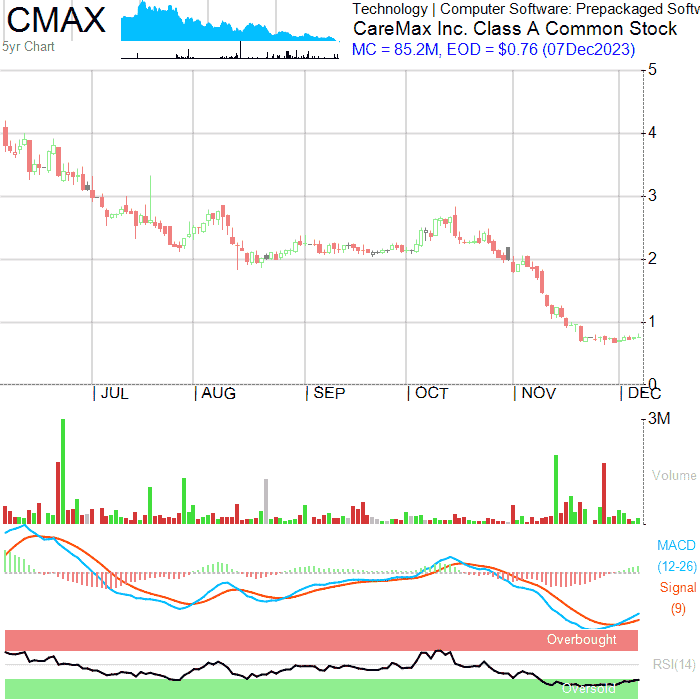 CMAX
5yr Chart
Technology | Computer Software: Prepackaged Softw
CareMax Inc. Class A Common Stock
MC = 85.2M, EOD = $0.76 (07Dec2023)
5
4
3
2
1
0
JUL AUG SEP OCT NOV DEC
3M
Volume
MACD
(12-26)
Signal
(9)
Overbought
RSI(14)
Oversold